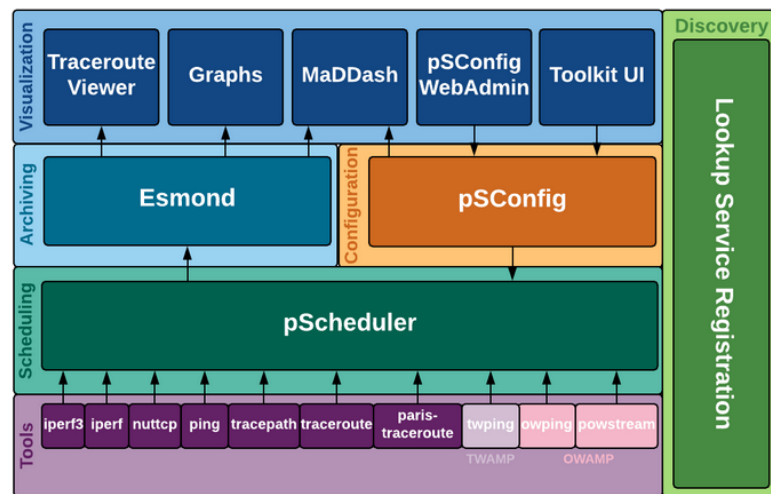 Visualization
Traceroute
Viewer
Graphs
MaDDash
pSConfig
WebAdmin
Toolkit UI
Discovery
Lookup Service Registration
Archiving
Esmond
Configuration
pSConfig
Scheduling
pScheduler
Tools
iperf3
iperf
nuttcp
ping
tracepath
traceroute
paris-
traceroute
twping
owping
powstream
TWAMP
OWAMP